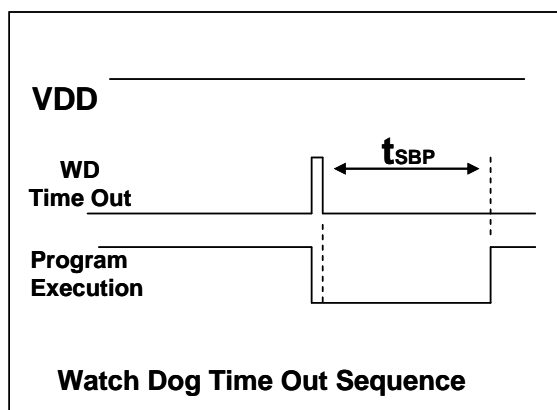 VDD
tSBP
WD
Time Out
Program
Execution
Watch Dog Time Out Sequence